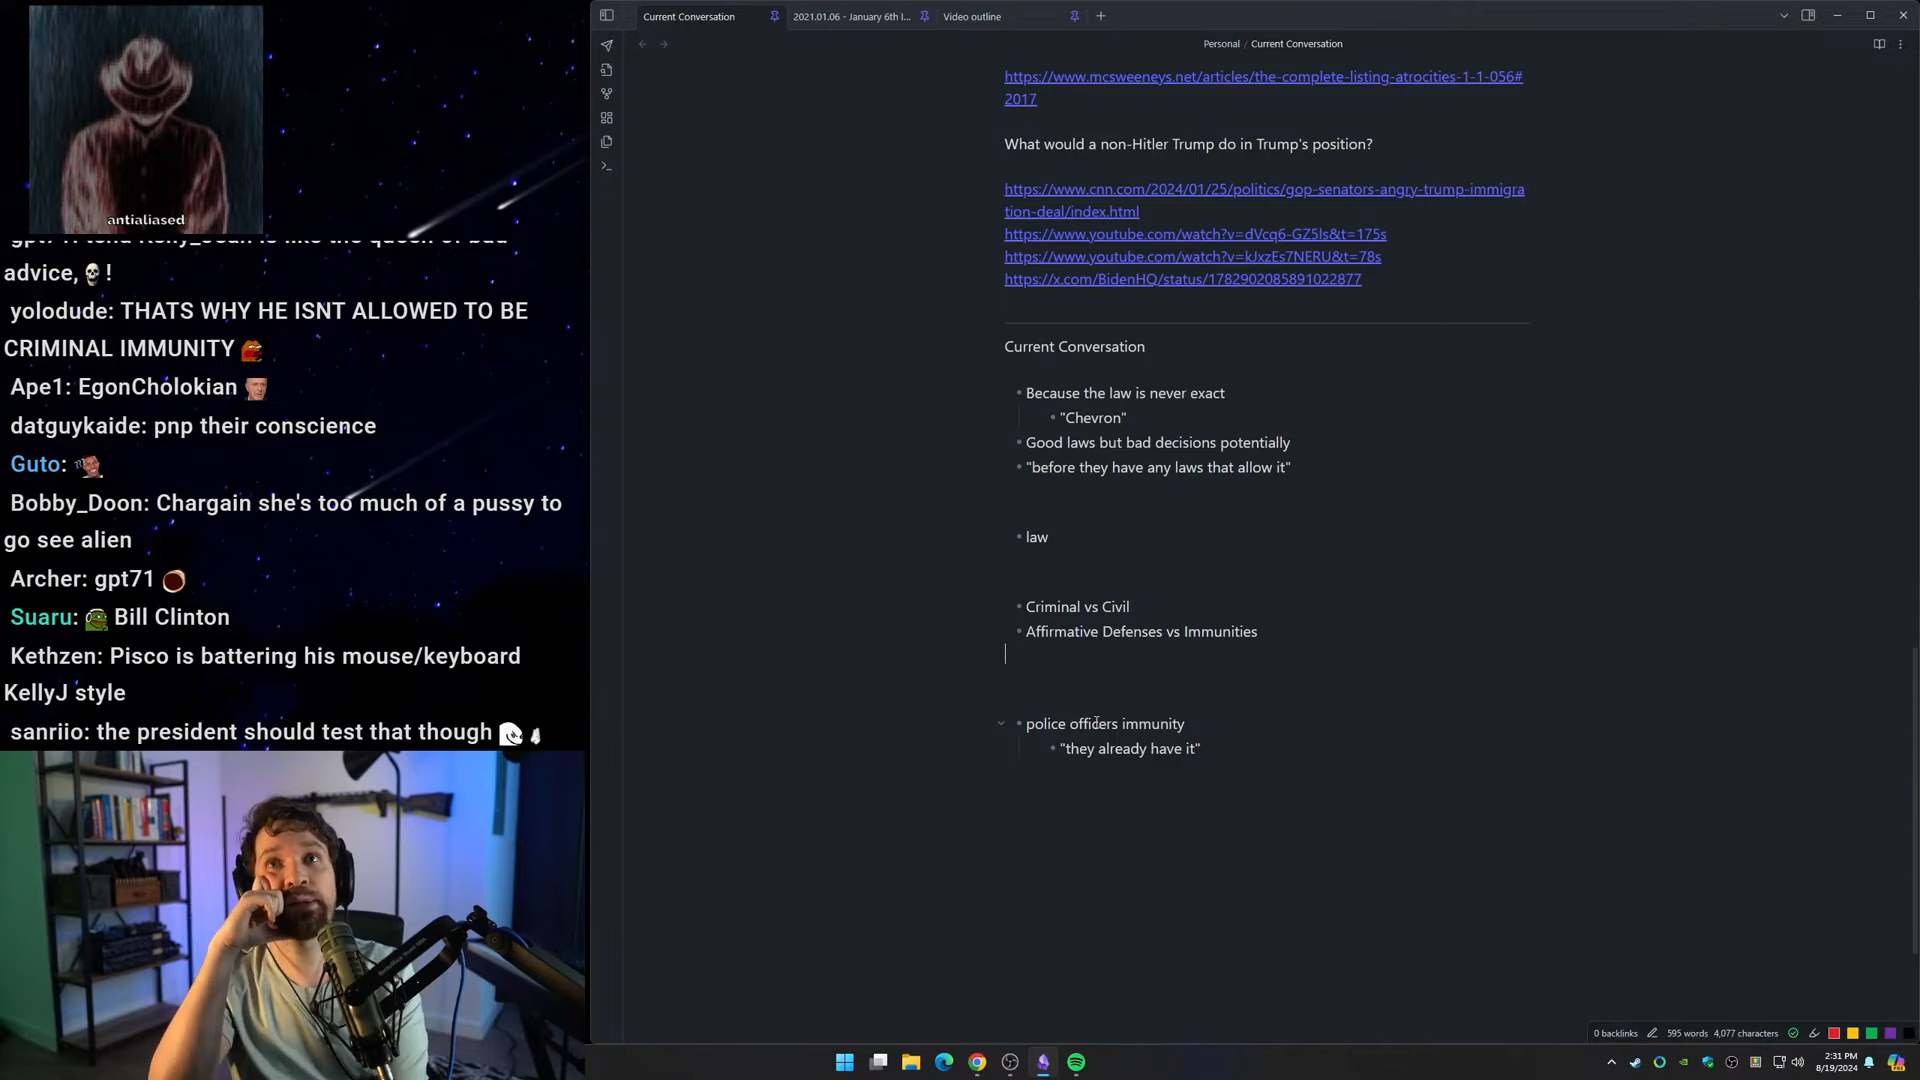 Current Conversation
2021.01.06 - January 6th I...
Video outline
Personal / Current Conversation
antialiased
advice, !
yolodude: THATS WHY HE ISNT ALLOWED TO BE
CRIMINAL IMMUNITY
Ape1: EgonCholokian
datguykaide: pnp their conscience
Guto:
Bobby_Doon: Chargain she's too much of a pussy to
go see alien
Archer: gpt71
Suaru: Bill Clinton
Kethzen: Pisco is battering his mouse/keyboard
KellyJ style
sanriio: the president should test that though
https://www.mcsweeneys.net/articles/the-complete-listing-atrocities-1-1-056#
2017
What would a non-Hitler Trump do in Trump's position?
https://www.cnn.com/2024/01/25/politics/gop-senators-angry-trump-immigra
tion-deal/index.html
https://www.youtube.com/watch?v=dVcq6-GZ5ls&t=175s
https://www.youtube.com/watch?v=kJxzEs7NERU&t=78s
https://x.com/BidenHQ/status/1782902085891022877
Current Conversation
Because the law is never exact
"Chevron"
Good laws but bad decisions potentially
"before they have any laws that allow it"
law
Criminal vs Civil
Affirmative Defenses vs Immunities
police officers immunity
"they already have it"
0 backlinks
595 words 4,077 characters
2:31 PM
8/19/2024